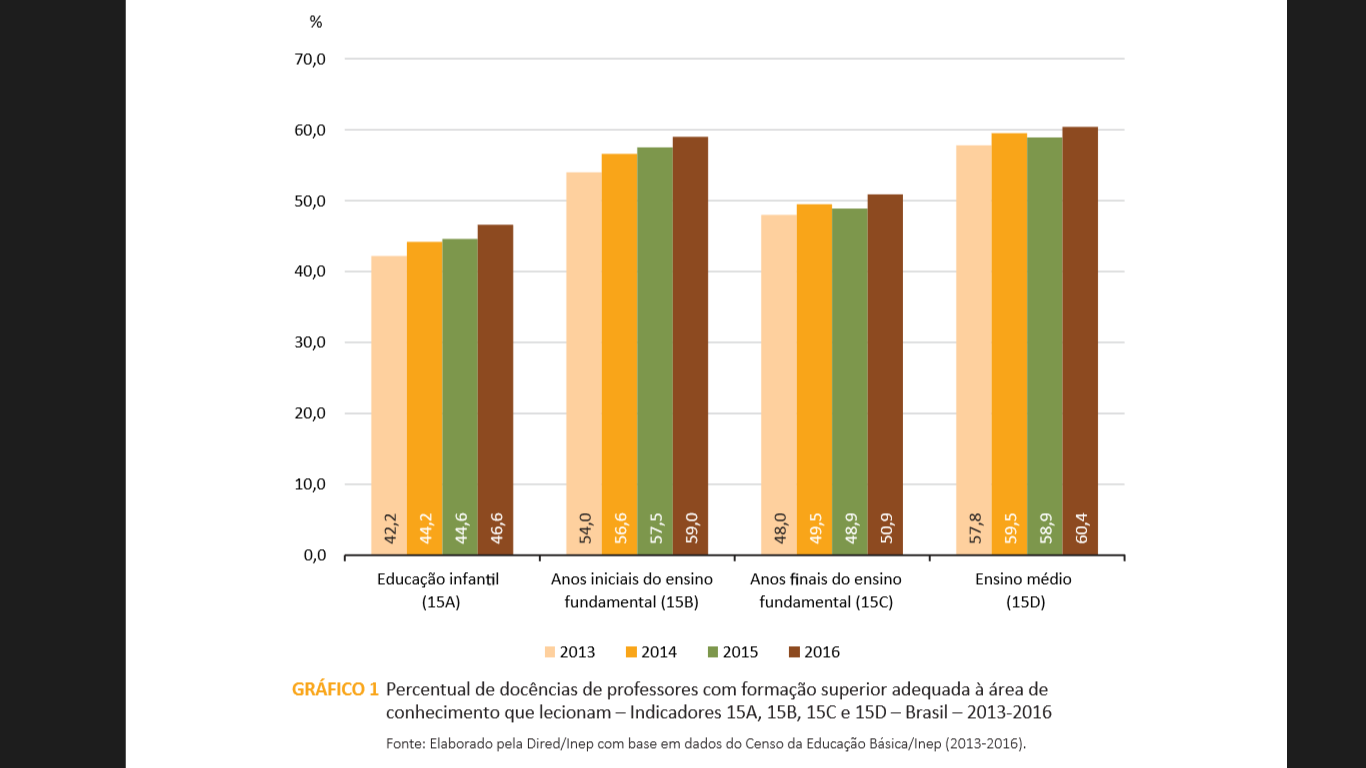 %
70,0
60,0
50,0
40,0
30,0
20,0
10,0
0,0
42,2 44,2 44,6 46,6
54,0 56,6 57,5 59,0
48,0 49,5 48,9 50,9
57,8 59,5 58,9 60,4
Educação infantil
(15A)
Anos iniciais do ensino
fundamental (15B)
Anos finais do ensino
fundamental (15C)
Ensino médio
(15D)
2013 2014 2015 2016
GRÁFICO 1 Percentual de docências de professores com formação superior adequada à área de
conhecimento que lecionam – Indicadores 15A, 15B, 15C e 15D – Brasil – 2013-2016
Fonte: Elaborado pela Dired/Inep com base em dados do Censo da Educação Básica/Inep (2013-2016).